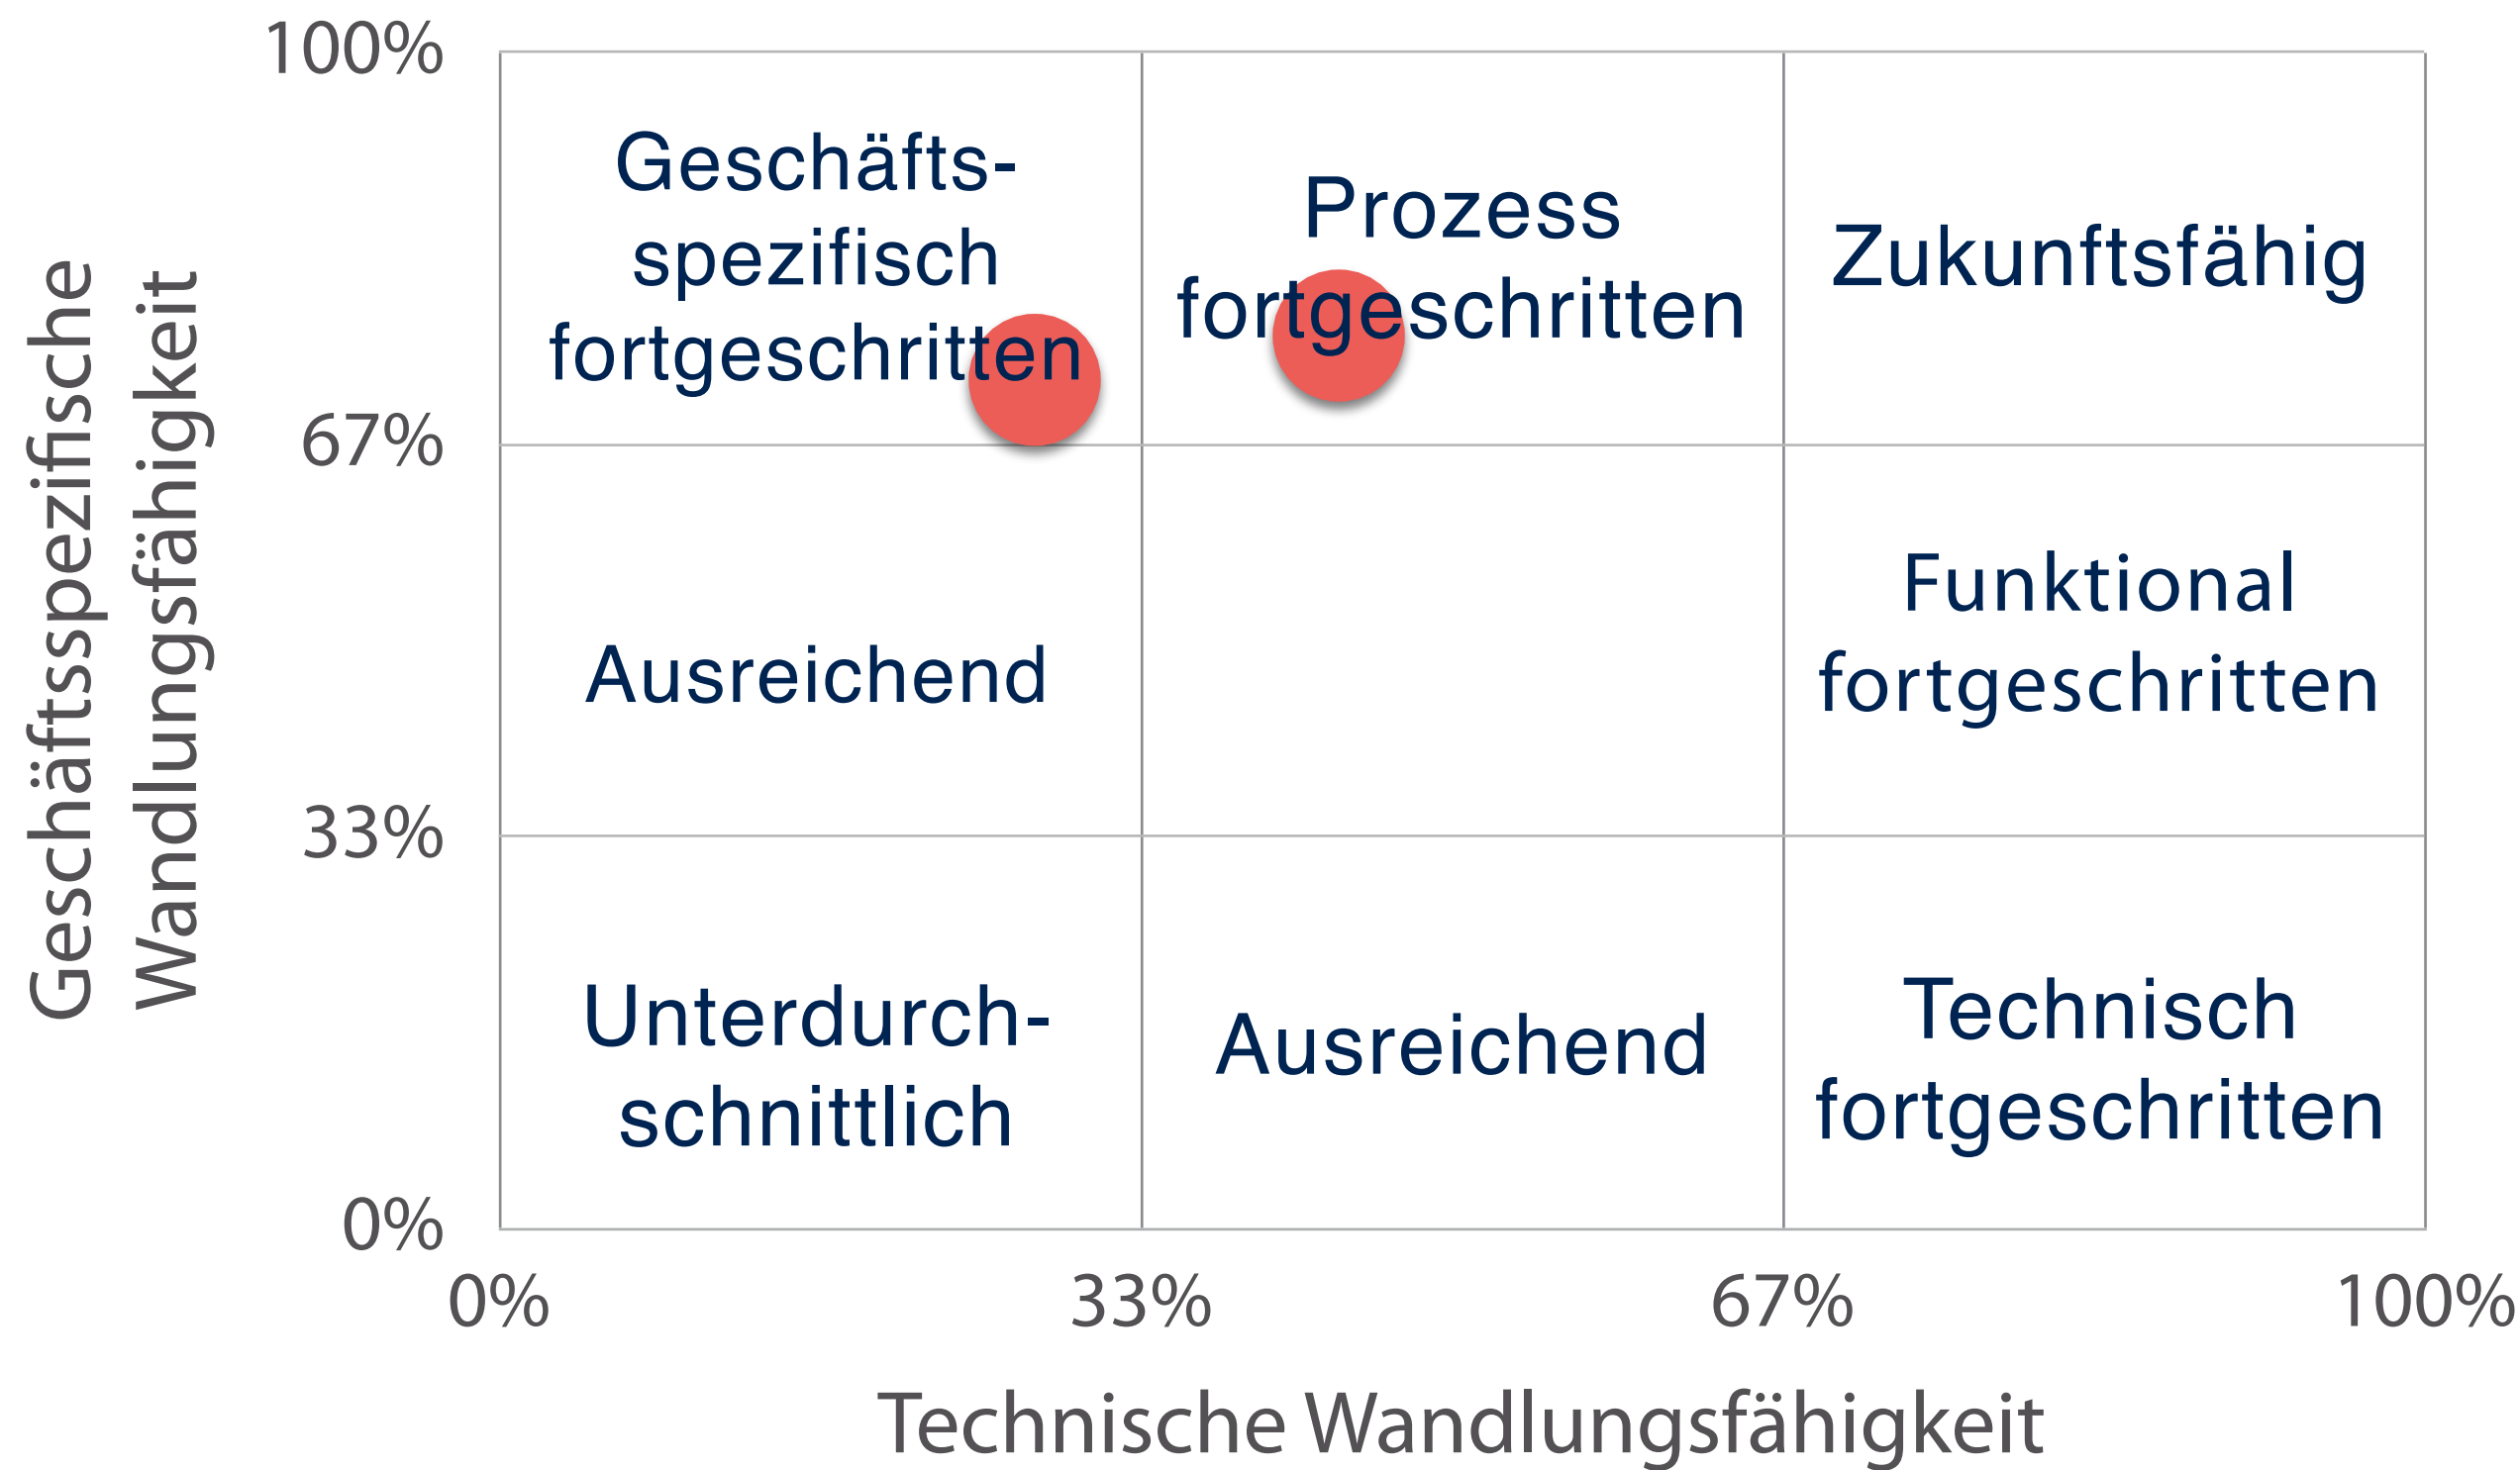 100%
Geschäfts-
spezifisch
fortgeschritten
Prozess
fortgeschritten
Zukunftsfähig
67%
Geschäftsspezifische
Wandlungsfähigkeit
Ausreichend
Funktional
fortgeschritten
33%
Unterdurch-
schnittlich
Ausreichend
Technisch
fortgeschritten
0%
0%
33%
67%
100%
Technische Wandlungsfähigkeit